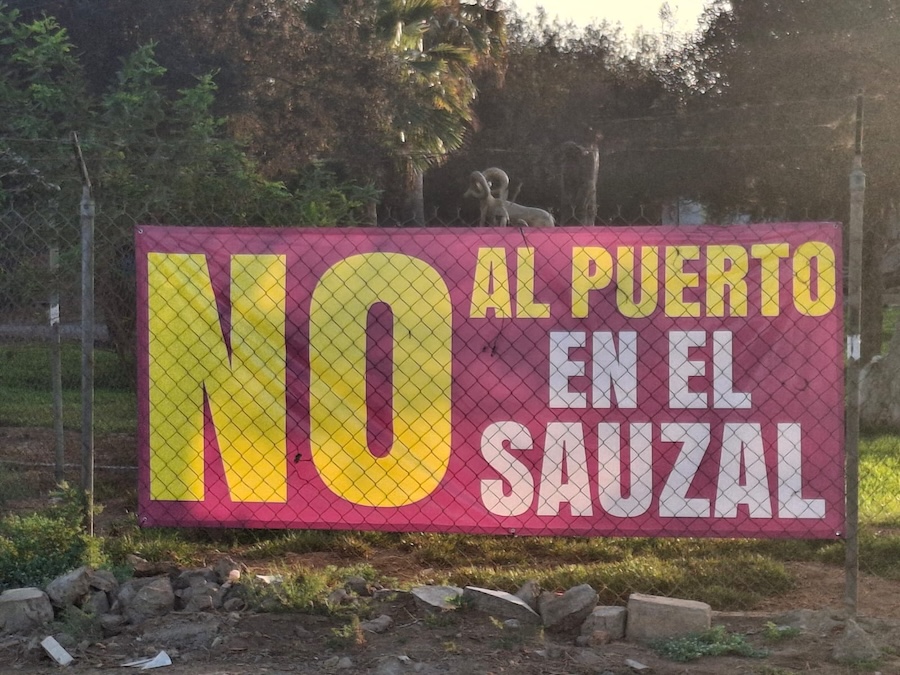 NO
AL PUERTO
EN EL
SAUZAL